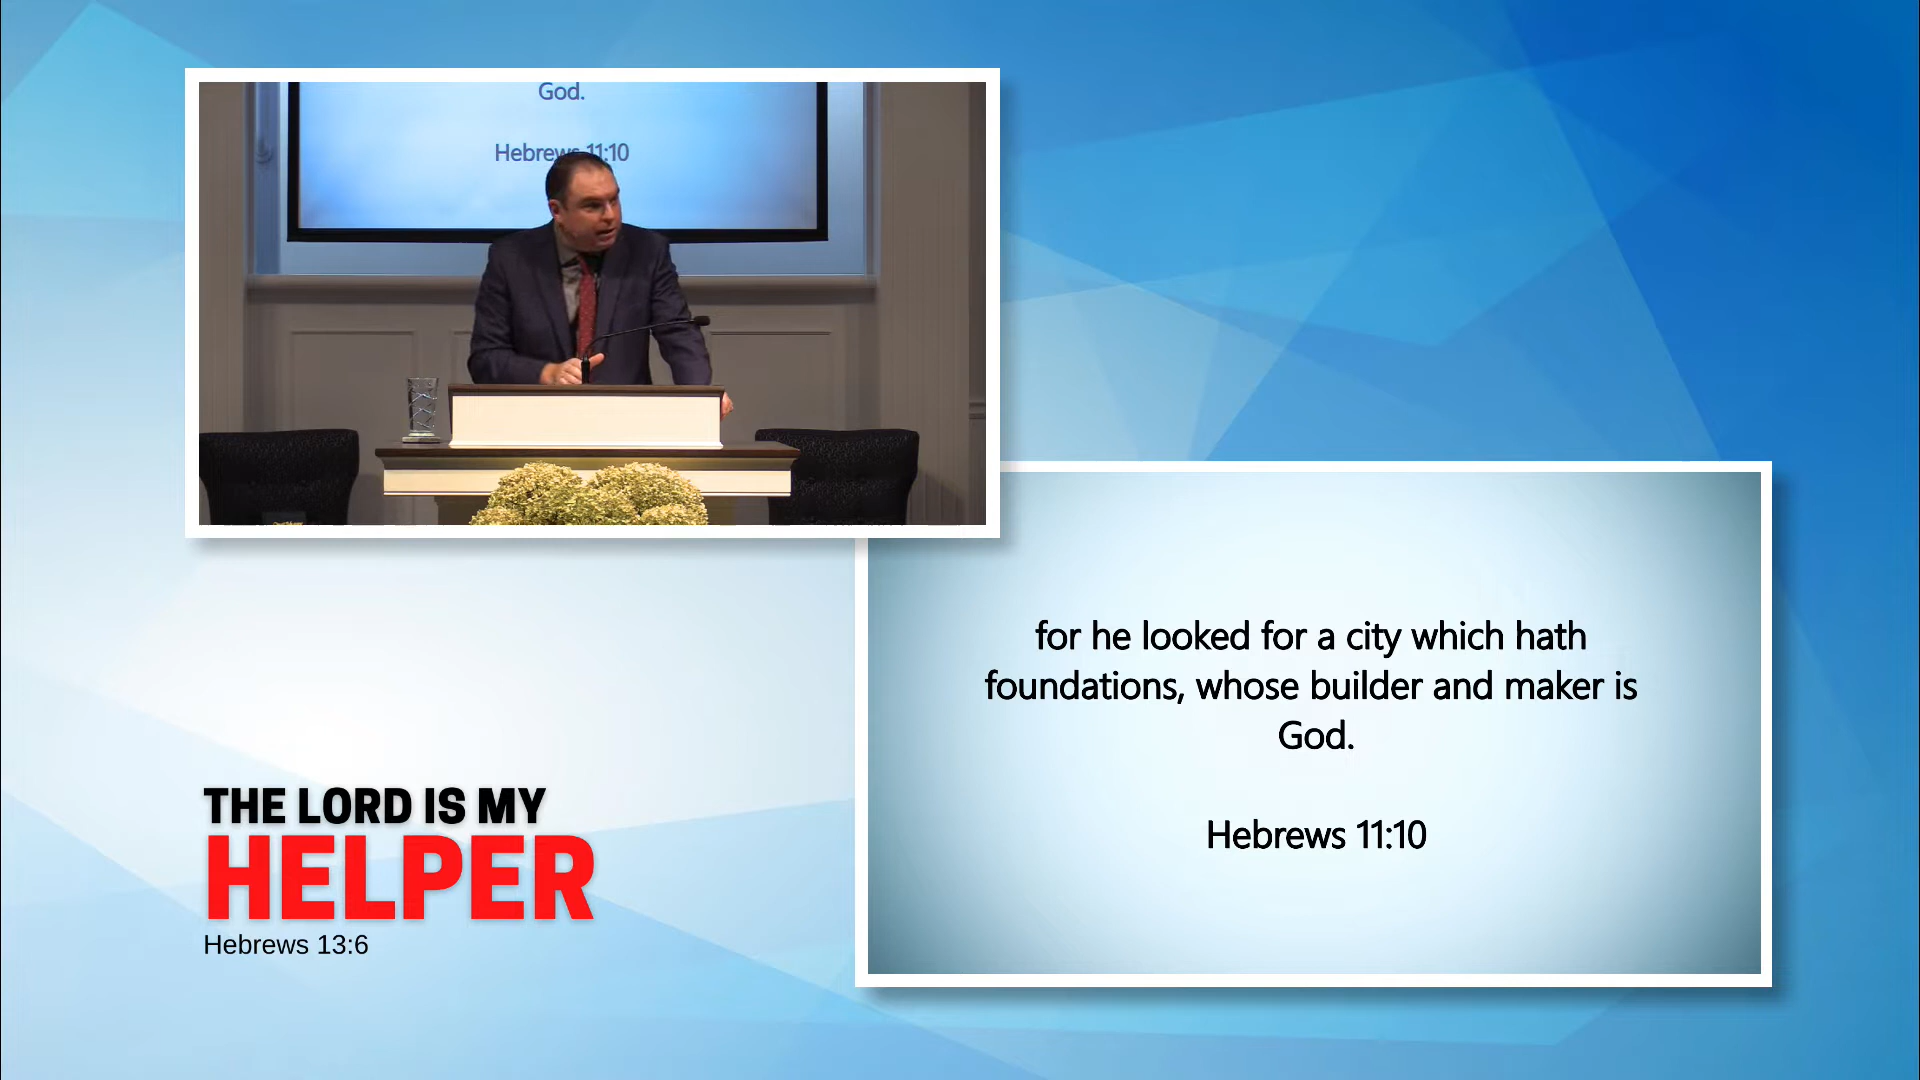 God.
Hebrews 11:10
for he looked for a city which hath
foundations, whose builder and maker is
God.
Hebrews 11:10
THE LORD IS MY
HELPER
Hebrews 13:6